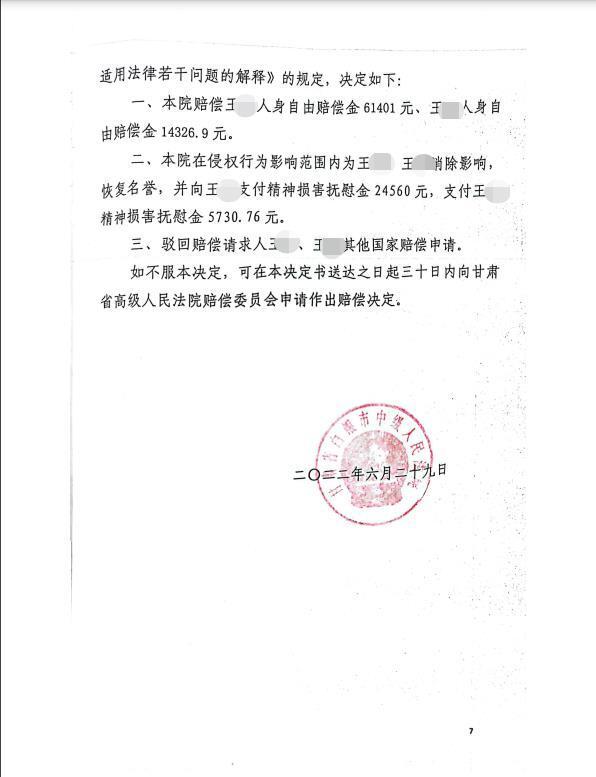 适用法律若干问题的解释》的规定，决定如下：
一、本院赔偿王 人身自由赔偿金 61401 元、王 人身自
由赔偿金 14326.9 元。
二、本院在侵权行为影响范围内为王 王 消除影响，
恢复名誉，并向王 支付精神损害抚慰金 24560 元，支付王
精神损害抚慰金 5730.76 元。
三、驳回赔偿请求人王 、王 其他国家赔偿申请。
如不服本决定，可在本决定书送达之日起三十日内向甘肃
省高级人民法院赔偿委员会申请作出赔偿决定。
甘肃省白银市中级人民法院
二〇二二年六月二十九日
7